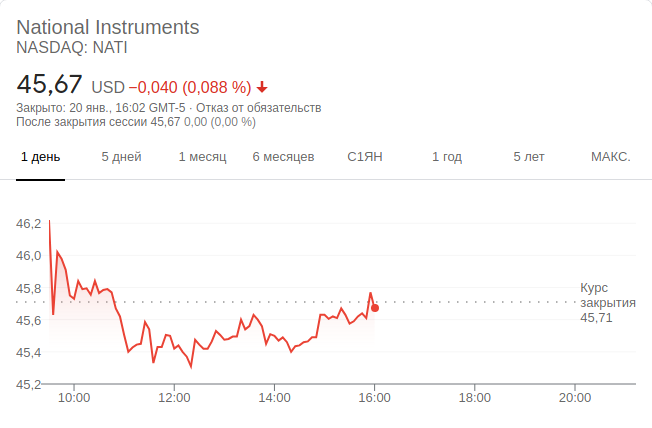 National Instruments
NASDAQ: NATI
45,67 USD −0,040 (0,088 %)
Закрыто: 20 янв., 16:02 GMT-5 · Отказ от обязательств
После закрытия сессии 45,67 0,00 (0,00 %)
1 день 5 дней 1 месяц 6 месяцев С1ЯН 1 год 5 лет МАКС.
46,2
46,0
45,8
45,6
45,4
45,2
Курс
закрытия
45,71
10:00 12:00 14:00 16:00 18:00 20:00